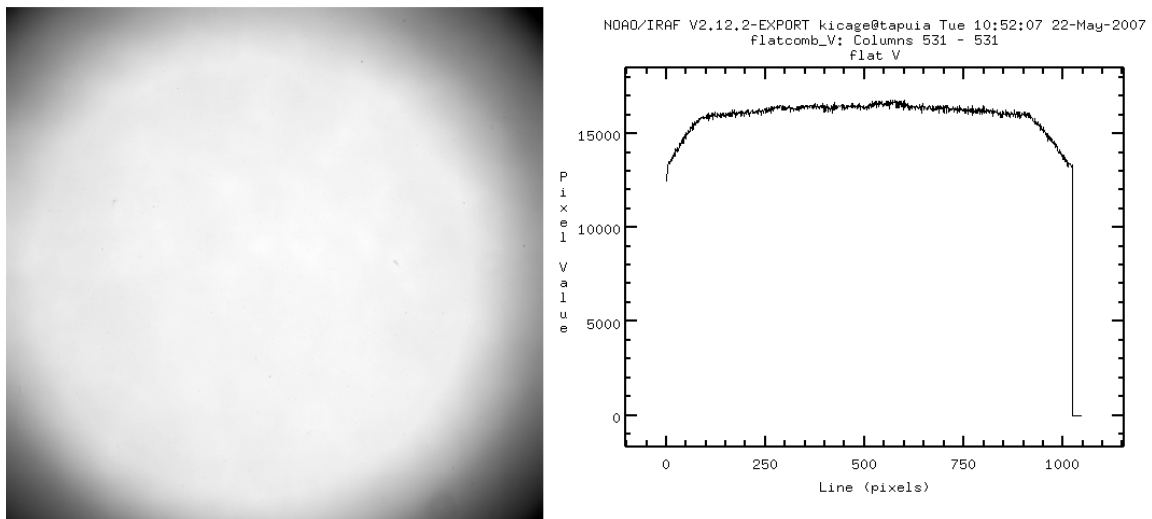 NOAO/IRAF V2.12.2-EXPORT kicage@tapuia Tue 10:52:07 22-May-2007
flatcomb_V: Columns 531 - 531
flat V
Pixel Value
15000
10000
5000
0
0 250 500 750 1000
Line (pixels)